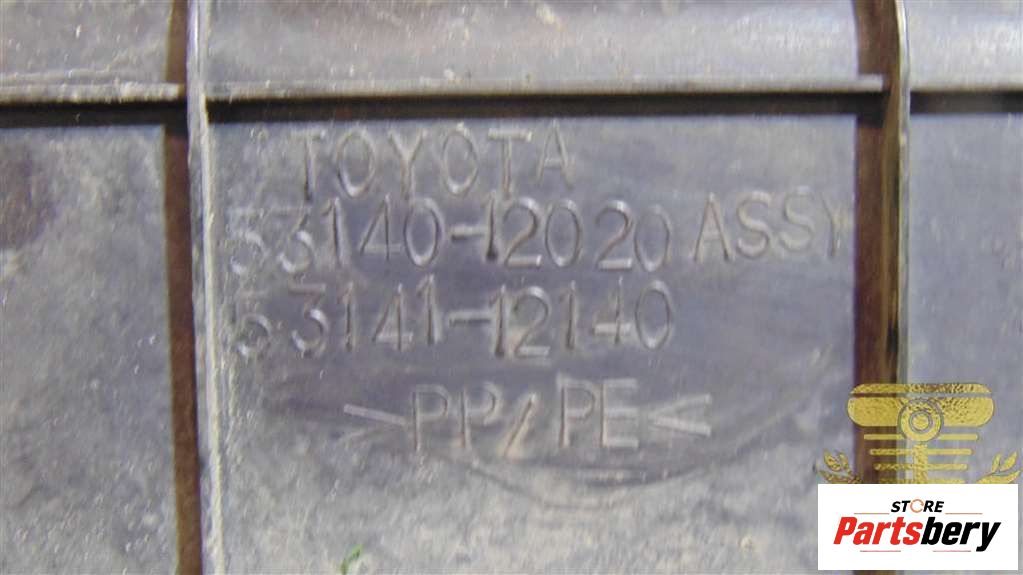 TOYOTA
53140-12020 ASSY
53141-12140
>PP/PE<
STORE
Partsbery